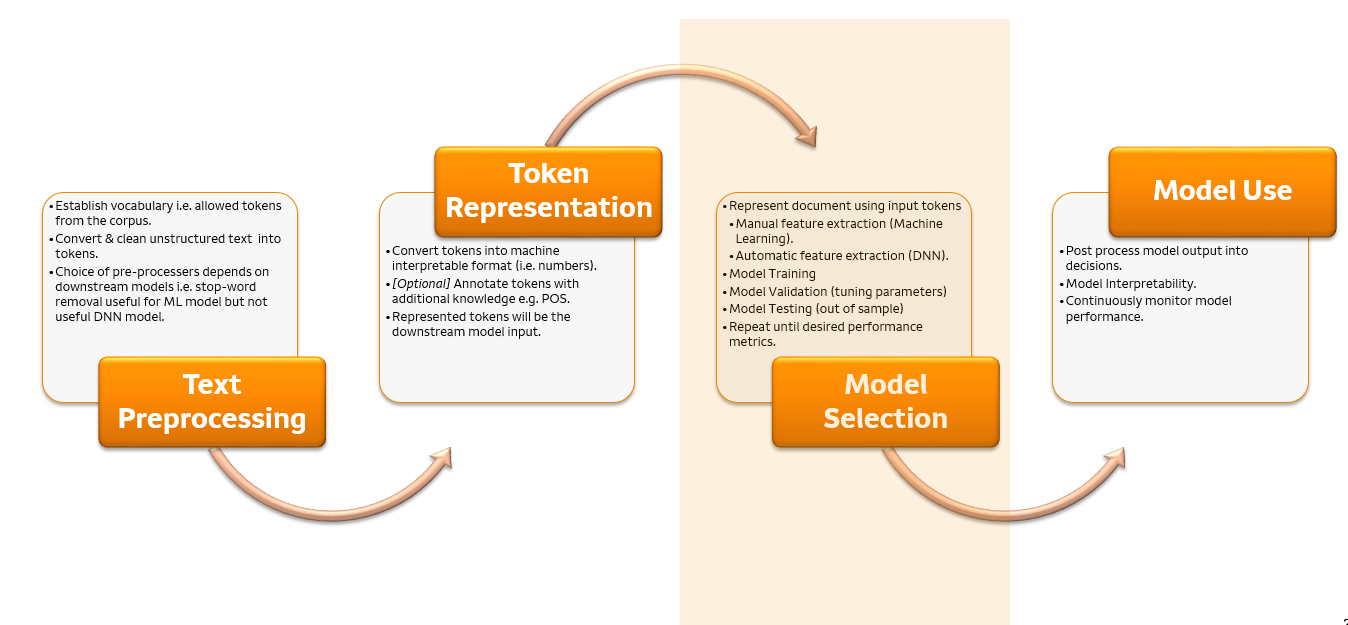 •Establish vocabulary i.e. allowed tokens
from the corpus.
•Convert & clean unstructured text into
tokens.
•Choice of pre-processers depends on
downstream models i.e. stop-word
removal useful for ML model but not
useful DNN model.
Text
Preprocessing
Token
Representation
•Convert tokens into machine
interpretable format (i.e. numbers).
•[Optional] Annotate tokens with
additional knowledge e.g. POS.
•Represented tokens will be the
downstream model input.
•Represent document using input tokens
•Manual feature extraction (Machine
Learning).
•Automatic feature extraction (DNN).
•Model Training
•Model Validation (tuning parameters)
•Model Testing (out of sample)
•Repeat until desired performance
metrics.
Model
Selection
Model Use
•Post process model output into
decisions.
•Model Interpretability.
•Continuously monitor model
performance.